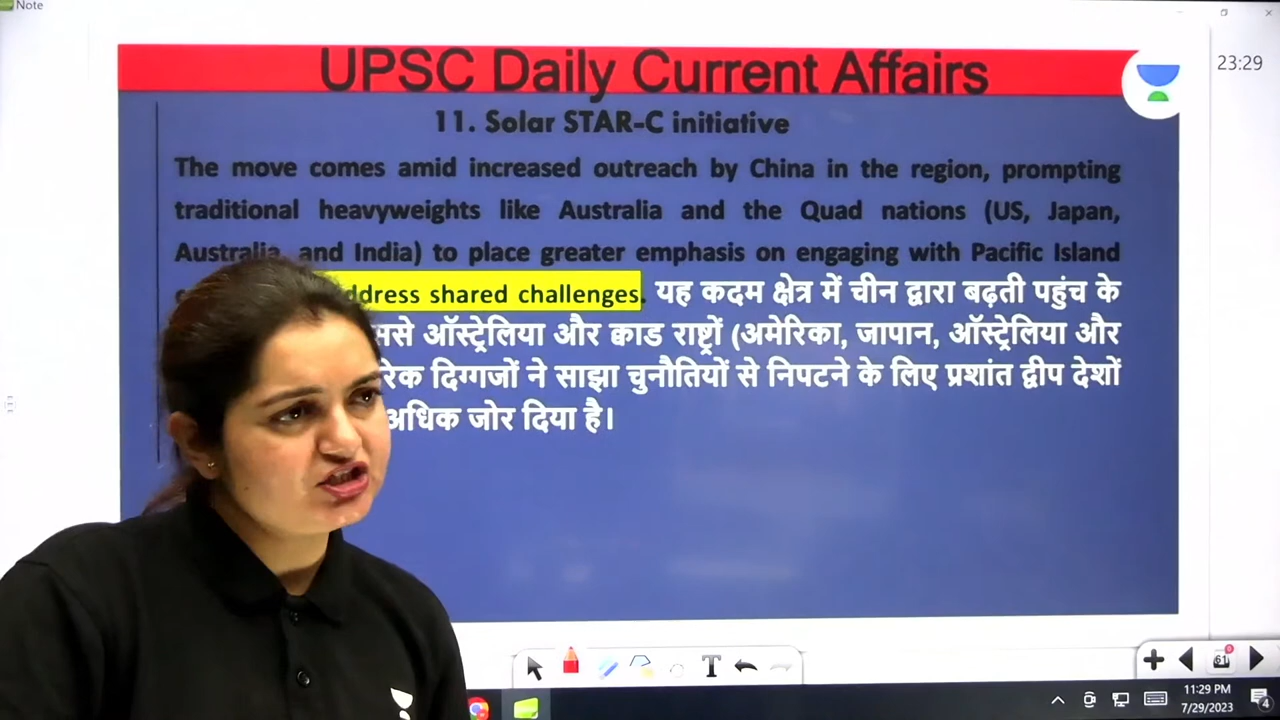 Note
UPSC Daily Current Affairs
23:29
11. Solar STAR-C initiative
The move comes amid increased outreach by China in the region, prompting
traditional heavyweights like Australia and the Quad nations (US, Japan,
Australia, and India) to place greater emphasis on engaging with Pacific Island
address shared challenges. यह कदम क्षेत्र में चीन द्वारा बढ़ती पहुंच के
ऑस्ट्रेलिया और क्वाड राष्ट्रों (अमेरिका, जापान, ऑस्ट्रेलिया और
दिग्गजों ने साझा चुनौतियों से निपटने के लिए प्रशांत द्वीप देशों
अधिक जोर दिया है।
T
61
11:29 PM
7/29/2023
4